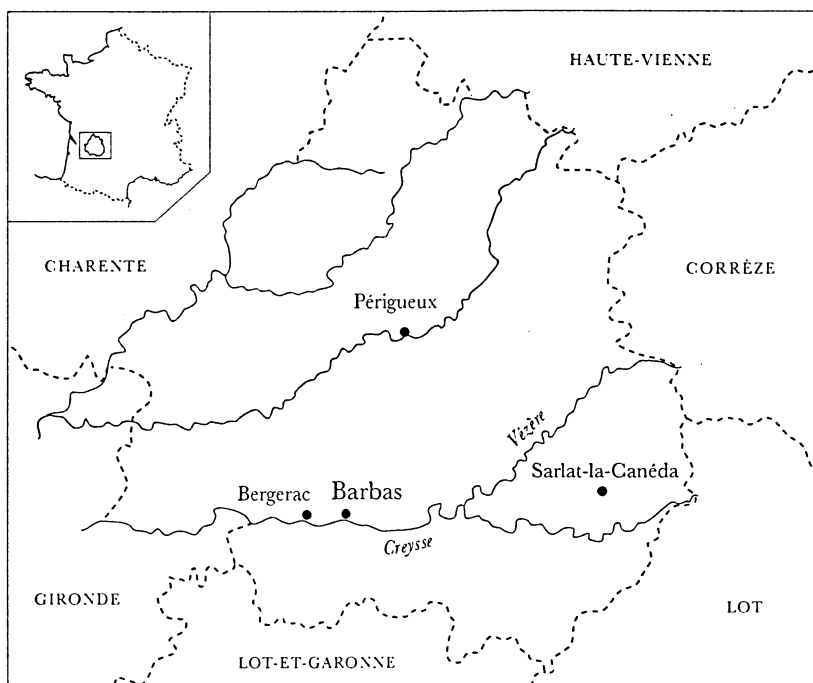 HAUTE-VIENNE
CHARENTE
CORRÈZE
Périgueux
Vézère
Sarlat-la-Canéda
Bergerac
Barbas
Creysse
GIRONDE
LOT
LOT-ET-GARONNE